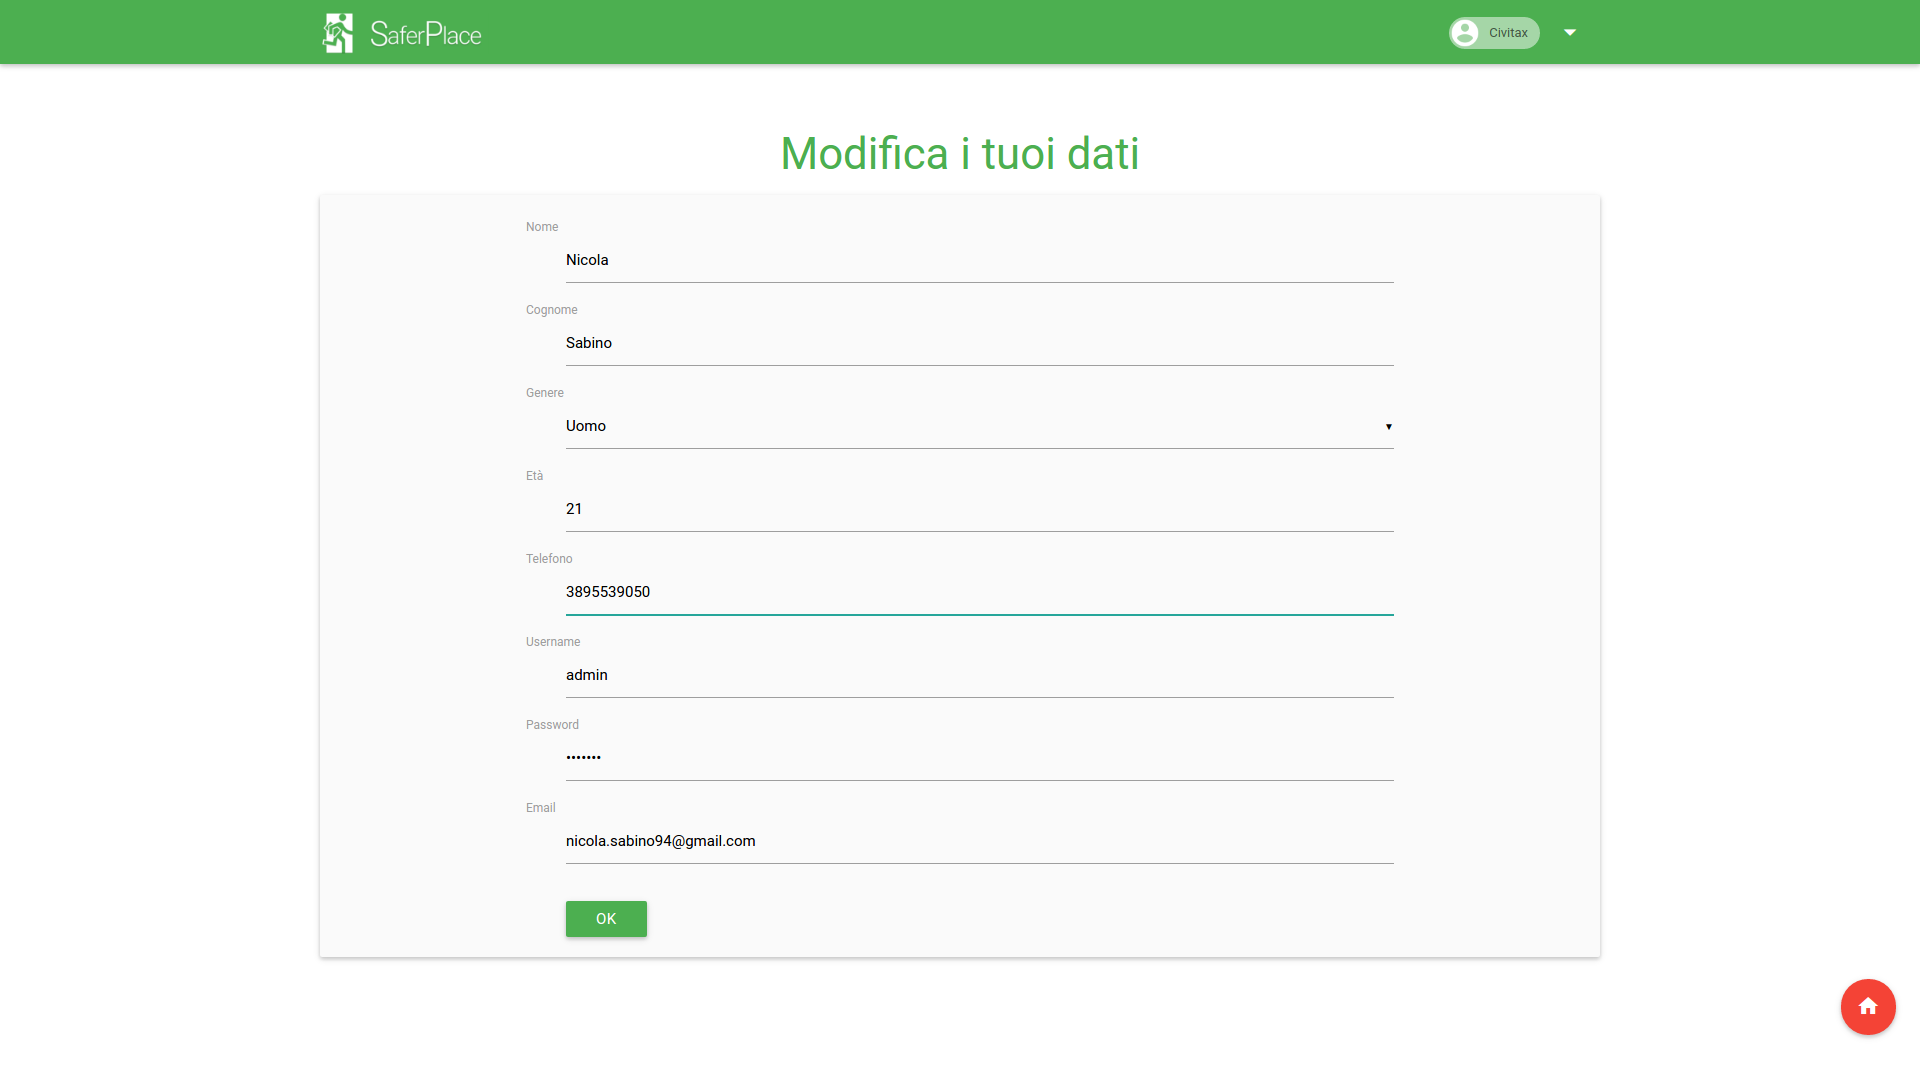 SaferPlace
Civitax
Modifica i tuoi dati
Nome
Nicola
Cognome
Sabino
Genere
Uomo
Età
21
Telefono
3895539050
Username
admin
Password
•••••••
Email
nicola.sabino94@gmail.com
OK